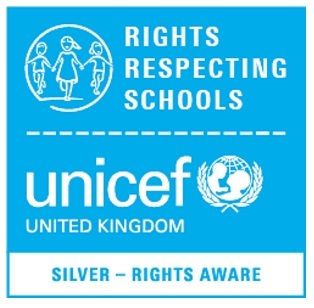 RIGHTS
RESPECTING
SCHOOLS
unicef
UNITED KINGDOM
SILVER – RIGHTS AWARE